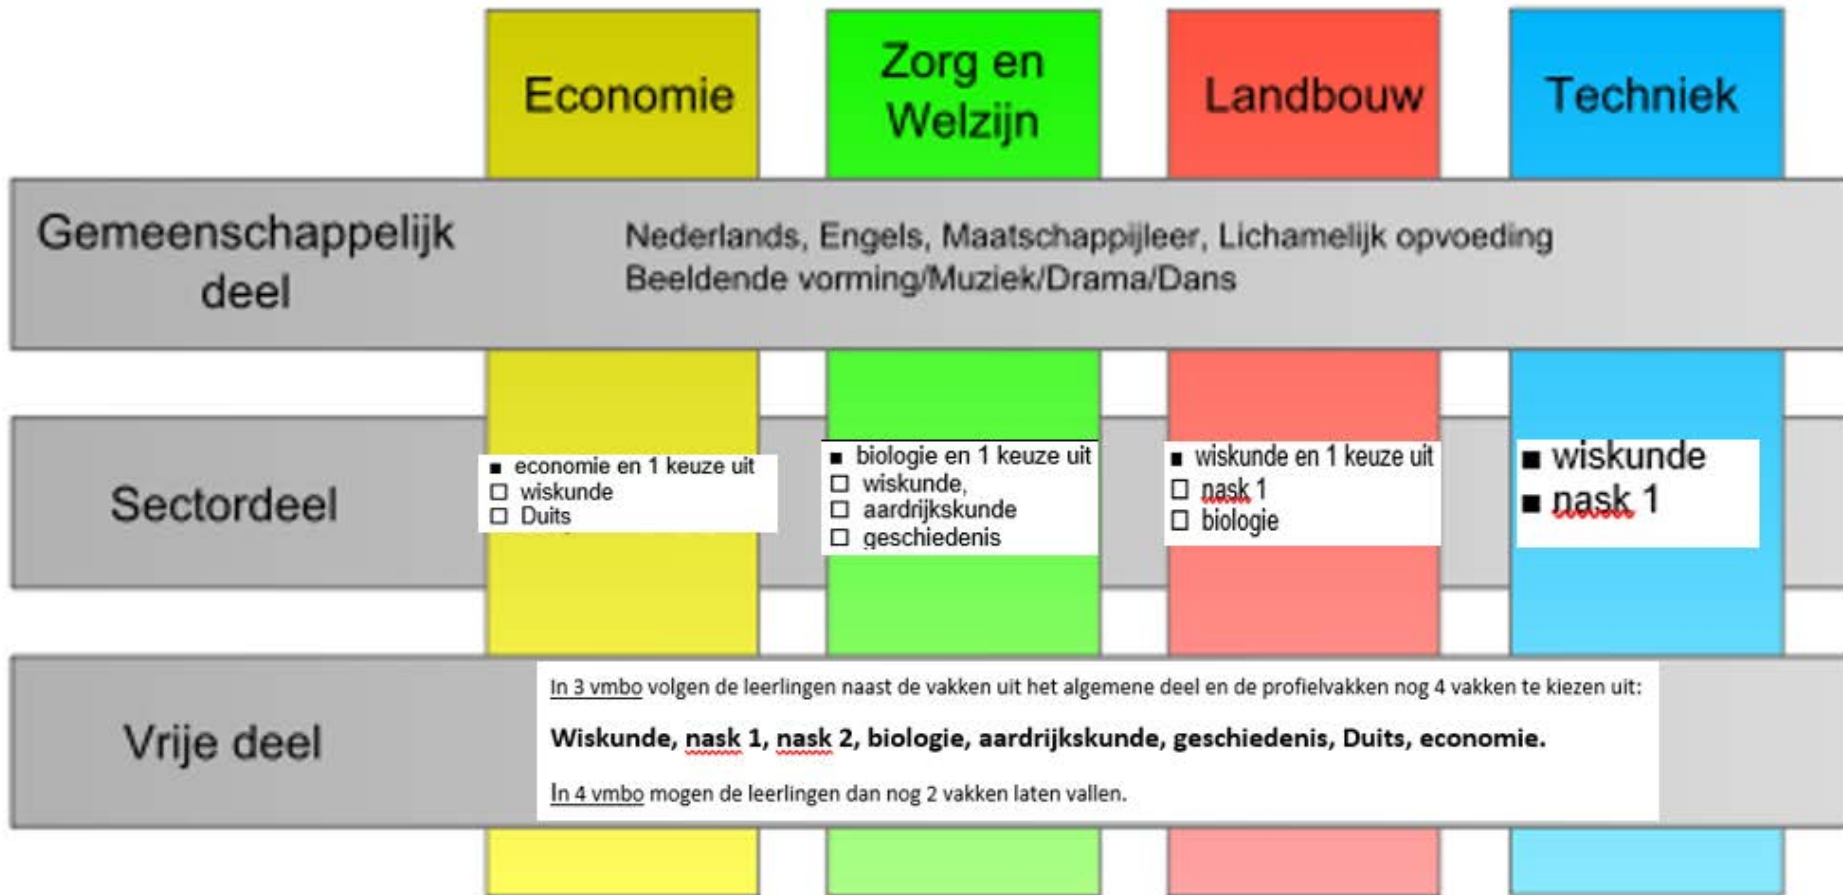 Economie
Zorg en
Welzijn
Landbouw
Techniek
Gemeenschappelijk
deel
Nederlands, Engels, Maatschappijleer, Lichamelijk opvoeding
Beeldende vorming/Muziek/Drama/Dans
Sectordeel
■ economie en 1 keuze uit
□ wiskunde
□ Duits
■ biologie en 1 keuze uit
□ wiskunde,
□ aardrijkskunde
□ geschiedenis
■ wiskunde en 1 keuze uit
□ nask 1
□ biologie
■ wiskunde
■ nask 1
Vrije deel
In 3 vmbo volgen de leerlingen naast de vakken uit het algemene deel en de profielvakken nog 4 vakken te kiezen uit:
Wiskunde, nask 1, nask 2, biologie, aardrijkskunde, geschiedenis, Duits, economie.
In 4 vmbo mogen de leerlingen dan nog 2 vakken laten vallen.